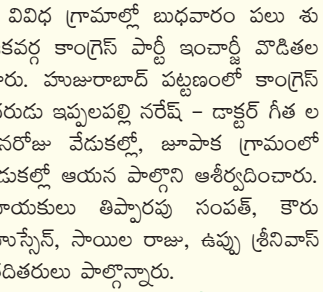 వివిధ గ్రామాల్లో బుధవారం పలు శు
కవర్గ కాంగ్రెస్ పార్టీ ఇంచార్జీ వొడితల
రు. హుజురాబాద్ పట్టణంలో కాంగ్రెస్
రుడు ఇప్పలపల్లి నరేష్ – డాక్టర్ గీత ల
నరోజు వేడుకల్లో, జూపాక గ్రామంలో
డుకల్లో ఆయన పాల్గొని ఆశీర్వదించారు.
యకులు తిప్పారపు సంపత్, కౌరు
స్సేన్, సాయిల రాజు, ఉప్పు శ్రీనివాస్
దితరులు పాల్గొన్నారు.